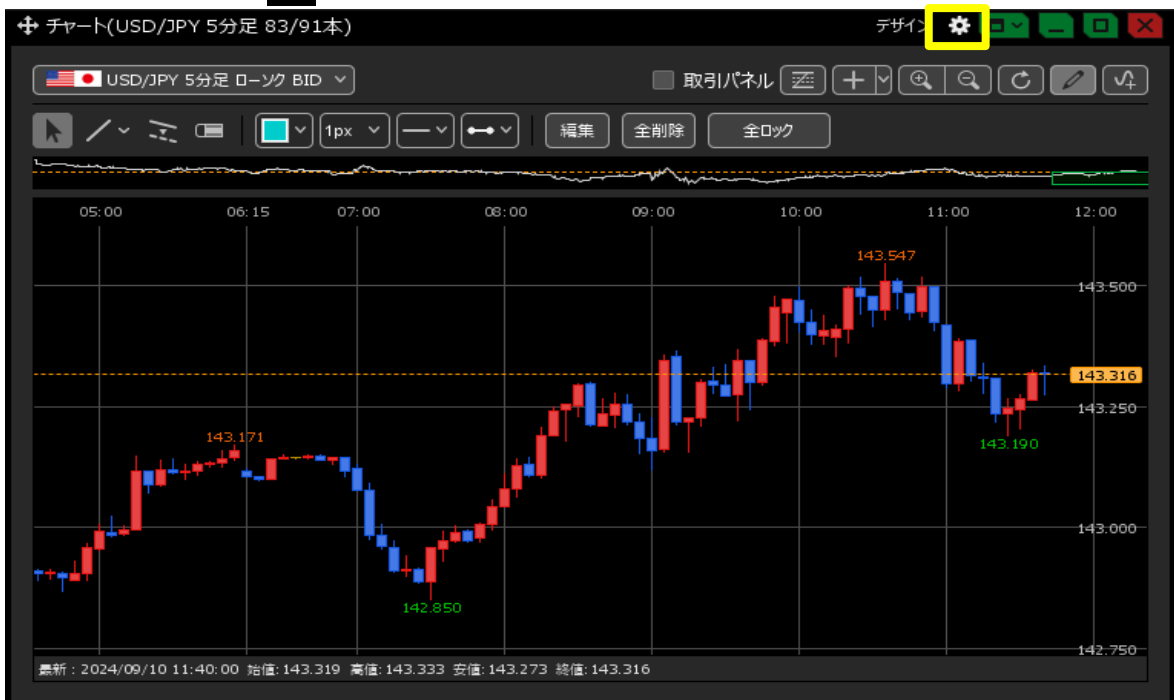 チャート(USD/JPY 5分足 83/91本)
デザイン
USD/JPY 5分足 ローソク BID
取引パネル
1px
編集
全削除
全ロック
05:00 06:15 07:00 08:00 09:00 10:00 11:00 12:00
143.547
143.500
143.316
143.250
143.171
143.190
143.000
142.850
142.750
最新：2024/09/10 11:40:00 始値:143.319 高値:143.333 安値:143.273 終値:143.316